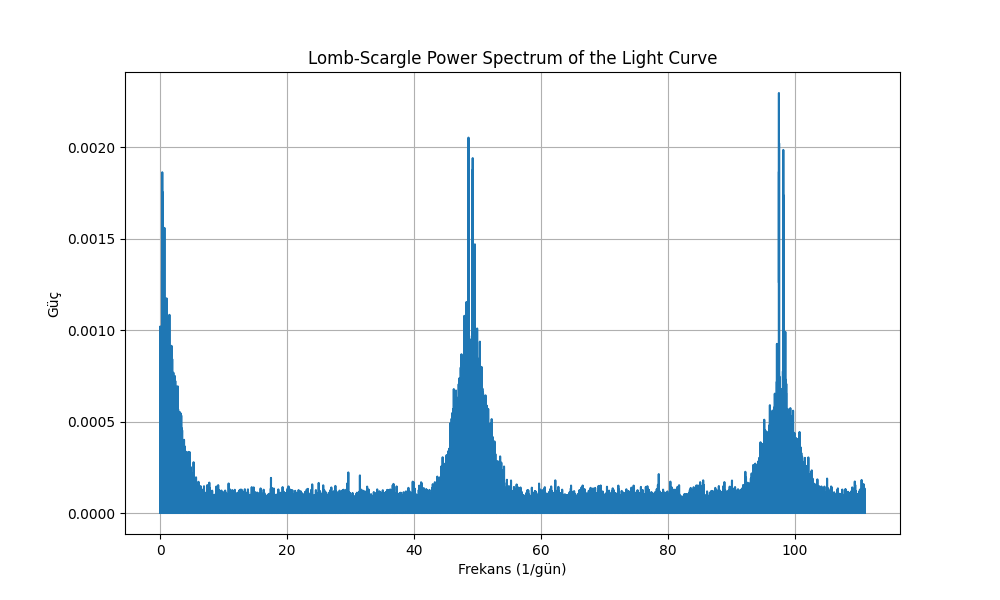 Lomb-Scargle Power Spectrum of the Light Curve
Güç
0.0020
0.0015
0.0010
0.0005
0.0000
0 20 40 60 80 100
Frekans (1/gün)